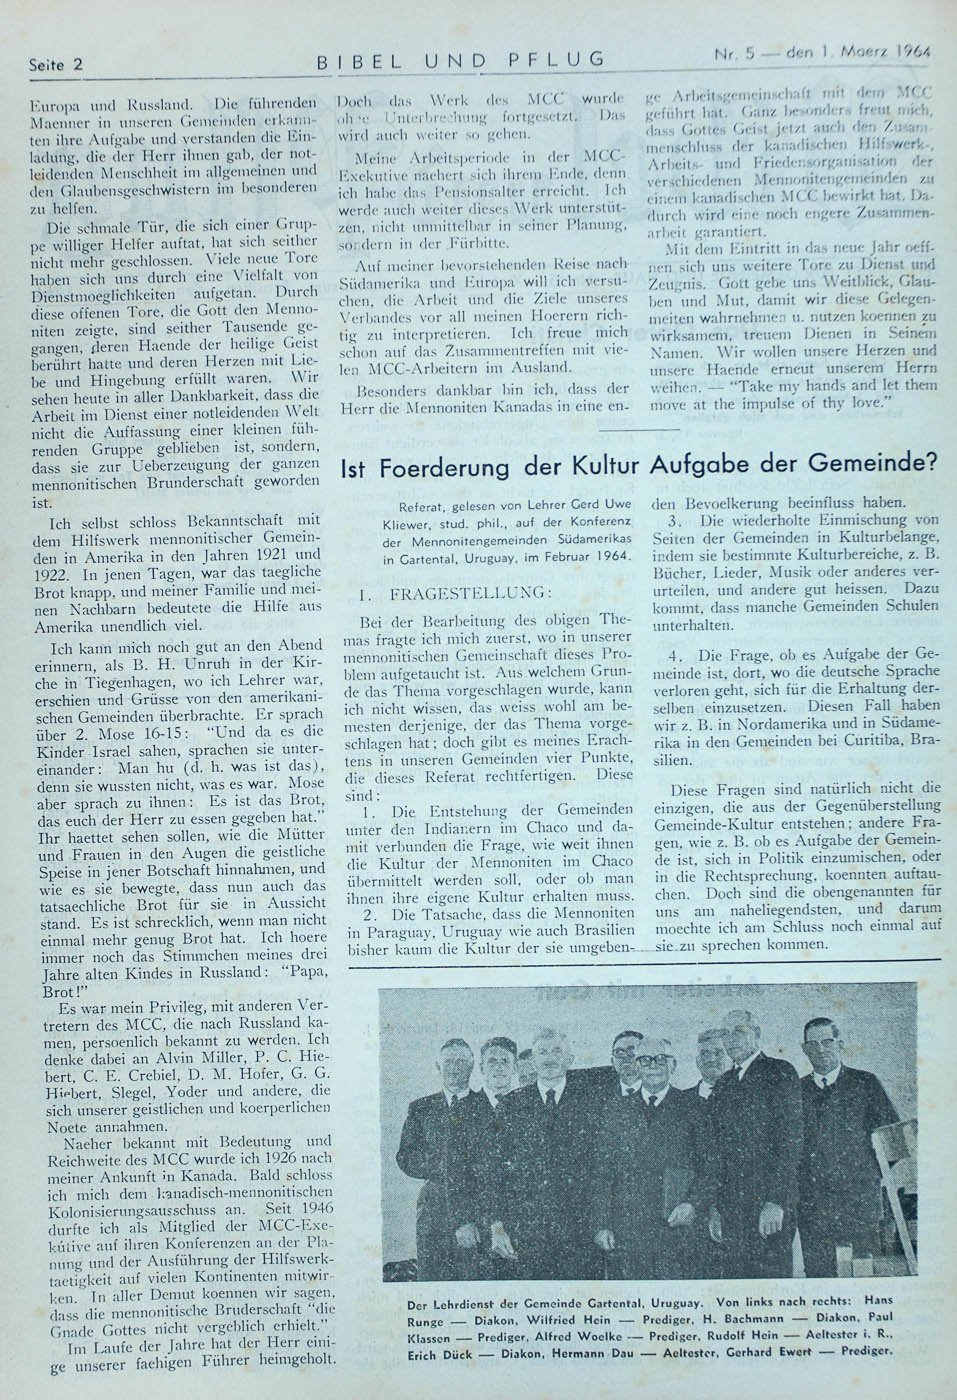 Seite 2
BIBEL UND PFLUG
Nr. 5 — den 1. Maerz 1964
Europa und Russland. Die führenden
Maenner in unseren Gemeinden erkann-
ten ihre Aufgabe und verstanden die Ein-
ladung, die der Herr ihnen gab, der not-
leidenden Menschheit im allgemeinen und
den Glaubensgeschwistern im besonderen
zu helfen.
Die schmale Tür, die sich einer Grup-
pe williger Helfer auftat, hat sich seither
nicht mehr geschlossen. Viele neue Tore
haben sich uns durch eine Vielfalt von
Dienstmoeglichkeiten aufgetan. Durch
diese offenen Tore, die Gott den Menno-
niten zeigte, sind seither Tausende ge-
gangen, deren Haende der heilige Geist
berührt hatte und deren Herzen mit Lie-
be und Hingebung erfüllt waren. Wir
sehen heute in aller Dankbarkeit, dass die
Arbeit im Dienst einer notleidenden Welt
nicht die Auffassung einer kleinen füh-
renden Gruppe geblieben ist, sondern,
dass sie zur Ueberzeugung der ganzen
mennonitischen Brunderschaft geworden
ist.
Ich selbst schloss Bekanntschaft mit
dem Hilfswerk mennonitischer Gemein-
den in Amerika in den Jahren 1921 und
1922. In jenen Tagen, war das taegliche
Brot knapp, und meiner Familie und mei-
nen Nachbarn bedeutete die Hilfe aus
Amerika unendlich viel.
Ich kann mich noch gut an den Abend
erinnern, als B. H. Unruh in der Kir-
che in Tiegenhagen, wo ich Lehrer war,
erschien und Grüsse von den amerikani-
schen Gemeinden überbrachte. Er sprach
über 2. Mose 16-15: "Und da es die
Kinder Israel sahen, sprachen sie unter-
einander: Man hu (d. h. was ist das),
denn sie wussten nicht, was es war. Mose
aber sprach zu ihnen: Es ist das Brot,
das euch der Herr zu essen gegeben hat."
Ihr haettet sehen sollen, wie die Mütter
und Frauen in den Augen die geistliche
Speise in jener Botschaft hinnahmen, und
wie es sie bewegte, dass nun auch das
tatsaechliche Brot für sie in Aussicht
stand. Es ist schrecklich, wenn man nicht
einmal mehr genug Brot hat. Ich hoere
immer noch das Stimmchen meines drei
Jahre alten Kindes in Russland: "Papa,
Brot!"
Es war mein Privileg, mit anderen Ver-
tretern des MCC, die nach Russland ka-
men, persoenlich bekannt zu werden. Ich
denke dabei an Alvin Miller, P. C. Hie-
bert, C. E. Crebiel, D. M. Hofer, G. G.
Hiebert, Slegel, Yoder und andere, die
sich unserer geistlichen und koerperlichen
Noete annahmen.
Naeher bekannt mit Bedeutung und
Reichweite des MCC wurde ich 1926 nach
meiner Ankunft in Kanada. Bald schloss
ich mich dem kanadisch-mennonitischen
Kolonisierungsausschuss an. Seit 1946
durfte ich als Mitglied der MCC-Exe-
kutive auf ihren Konferenzen an der Pla-
nung und der Ausführung der Hilfswerk-
taetigkeit auf vielen Kontinenten mitwir-
ken. In aller Demut koennen wir sagen,
dass die mennonitische Bruderschaft "die
Gnade Gottes nicht vergeblich erhielt."
Im Laufe der Jahre hat der Herr eini-
ge unserer faehigen Führer heimgeholt.
Doch das Werk des MCC wurde
ohne Unterbrechung fortgesetzt. Das
wird auch weiter so gehen.
Meine Arbeitsperiode in der MCC-
Exekutive naehert sich ihrem Ende, denn
ich habe das Pensionsalter erreicht. Ich
werde auch weiter dieses Werk unterstüt-
zen, nicht unmittelbar in seiner Planung,
sondern in der Fürbitte.
Auf meiner bevorstehenden Reise nach
Südamerika und Europa will ich versu-
chen, die Arbeit und die Ziele unseres
Verbandes vor all meinen Hoerern rich-
tig zu interpretieren. Ich freue mich
schon auf das Zusammentreffen mit vie-
len MCC-Arbeitern im Ausland.
Besonders dankbar bin ich, dass der
Herr die Mennoniten Kanadas in eine en-
ge Arbeitsgemeinschaft mit dem MCC
geführt hat. Ganz besonders freut mich,
dass Gottes Geist jetzt auch den Zusam-
menschluss der kanadischen Hilfswerk-,
Arbeits- und Friedensorganisation der
verschiedenen Mennonitengemeinden zu
einem kanadischen MCC bewirkt hat. Da-
durch wird eine noch engere Zusammen-
arbeit garantiert.
Mit dem Eintritt in das neue Jahr oeff-
nen sich uns weitere Tore zu Dienst und
Zeugnis. Gott gebe uns Weitblick, Glau-
ben und Mut, damit wir diese Gelegen-
heiten wahrnehmen u. nutzen koennen zu
wirksamem, treuem Dienen in Seinem
Namen. Wir wollen unsere Herzen und
unsere Haende erneut unserem Herrn
weihen. — "Take my hands and let them
move at the impulse of thy love."
Ist Foerderung der Kultur Aufgabe der Gemeinde?
Referat, gelesen von Lehrer Gerd Uwe
Kliewer, stud. phil., auf der Konferenz
der Mennonitengemeinden Südamerikas
in Gartental, Uruguay, im Februar 1964.
1. FRAGESTELLUNG:
Bei der Bearbeitung des obigen The-
mas fragte ich mich zuerst, wo in unserer
mennonitischen Gemeinschaft dieses Pro-
blem aufgetaucht ist. Aus welchem Grun-
de das Thema vorgeschlagen wurde, kann
ich nicht wissen, das weiss wohl am be-
mesten derjenige, der das Thema vorge-
schlagen hat; doch gibt es meines Erach-
tens in unseren Gemeinden vier Punkte,
die dieses Referat rechtfertigen. Diese
sind:
1. Die Entstehung der Gemeinden
unter den Indianern im Chaco und da-
mit verbunden die Frage, wie weit ihnen
die Kultur der Mennoniten im Chaco
übermittelt werden soll, oder ob man
ihnen ihre eigene Kultur erhalten muss.
2. Die Tatsache, dass die Mennoniten
in Paraguay, Uruguay wie auch Brasilien
bisher kaum die Kultur der sie umgeben-
den Bevoelkerung beeinfluss haben.
3. Die wiederholte Einmischung von
Seiten der Gemeinden in Kulturbelange,
indem sie bestimmte Kulturbereiche, z. B.
Bücher, Lieder, Musik oder anderes ver-
urteilen, und andere gut heissen. Dazu
kommt, dass manche Gemeinden Schulen
unterhalten.
4. Die Frage, ob es Aufgabe der Ge-
meinde ist, dort, wo die deutsche Sprache
verloren geht, sich für die Erhaltung der-
selben einzusetzen. Diesen Fall haben
wir z. B. in Nordamerika und in Südame-
rika in den Gemeinden bei Curitiba, Bra-
silien.
Diese Fragen sind natürlich nicht die
einzigen, die aus der Gegenüberstellung
Gemeinde-Kultur entstehen; andere Fra-
gen, wie z. B. ob es Aufgabe der Gemein-
de ist, sich in Politik einzumischen, oder
in die Rechtsprechung, koennten auftau-
chen. Doch sind die obengenannten für
uns am naheliegendsten, und darum
moechte ich am Schluss noch einmal auf
sie zu sprechen kommen.
Der Lehrdienst der Gemeinde Gartental, Uruguay. Von links nach rechts: Hans
Runge — Diakon, Wilfried Hein — Prediger, H. Bachmann — Diakon, Paul
Klassen — Prediger, Alfred Woelke — Prediger, Rudolf Hein — Aeltester i. R.,
Erich Dück — Diakon, Hermann Dau — Aeltester, Gerhard Ewert — Prediger.